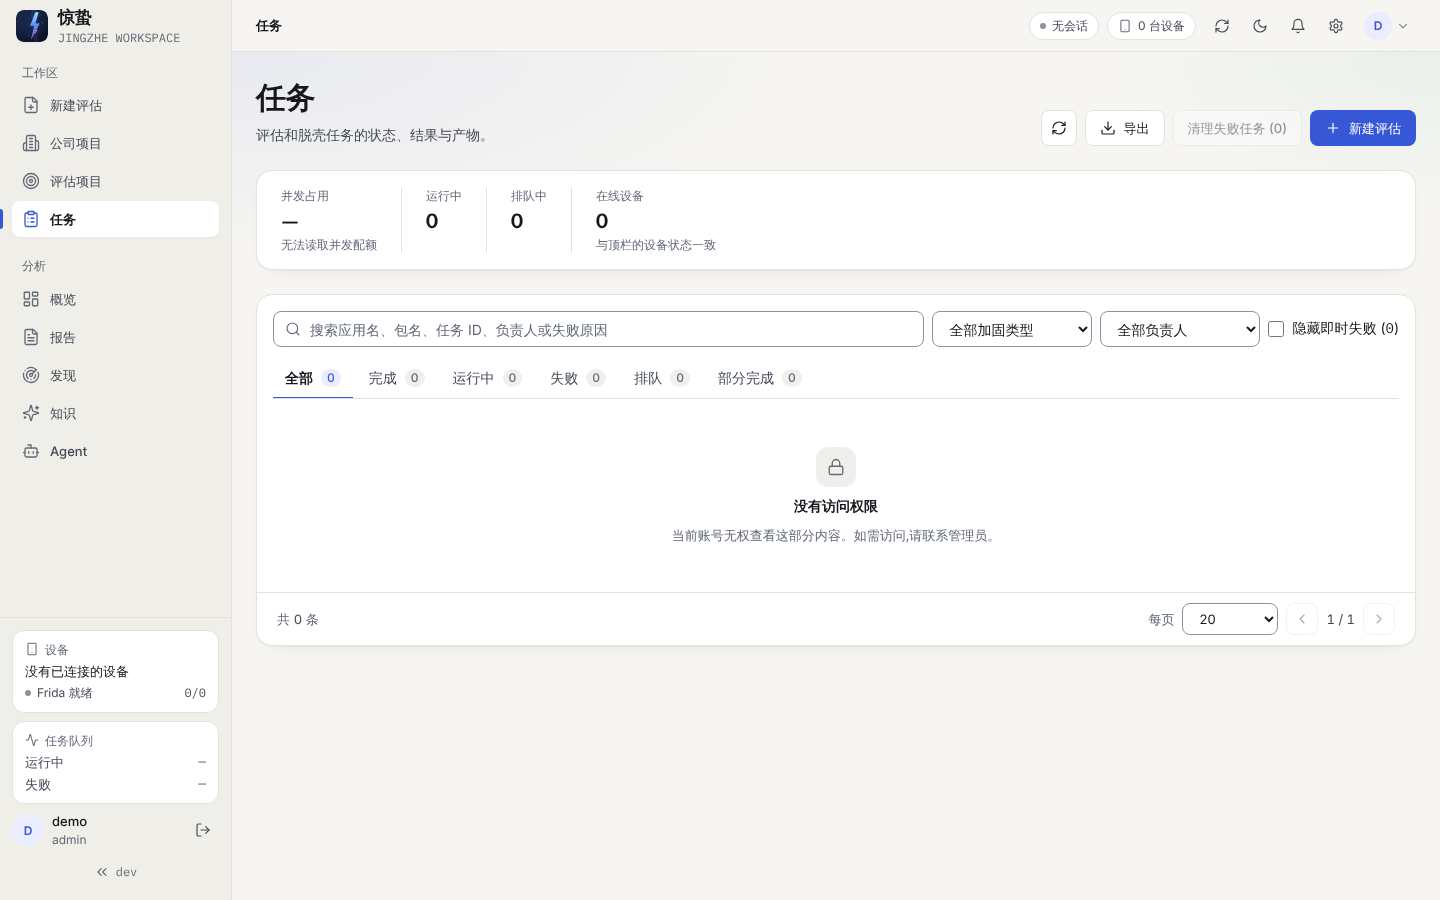 惊蛰
JINGZHE WORKSPACE
工作区
新建评估
公司项目
评估项目
任务
分析
概览
报告
发现
知识
Agent
设备
没有已连接的设备
Frida 就绪 0/0
任务队列
运行中 —
失败 —
D demo
admin
dev
任务
无会话
0 台设备
D
任务
评估和脱壳任务的状态、结果与产物。
导出
清理失败任务 (0)
新建评估
并发占用
—
无法读取并发配额
运行中
0
排队中
0
在线设备
0
与顶栏的设备状态一致
搜索应用名、包名、任务 ID、负责人或失败原因
全部加固类型
全部负责人
隐藏即时失败 (0)
全部 0 完成 0 运行中 0 失败 0 排队 0 部分完成 0
没有访问权限
当前账号无权查看这部分内容。如需访问,请联系管理员。
共 0 条
每页 20 1 / 1